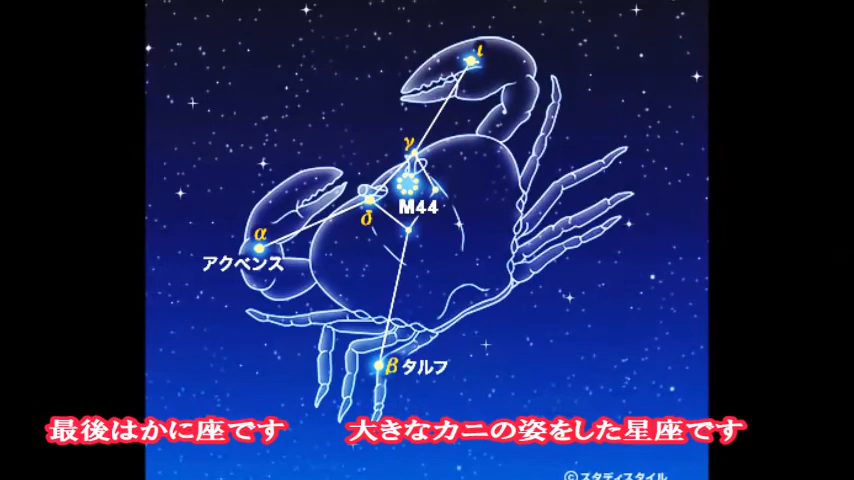 ι
γ
M44
δ
α
アクベンス
β タルフ
最後はかに座です　　大きなカニの姿をした星座です
©スタディスタイル